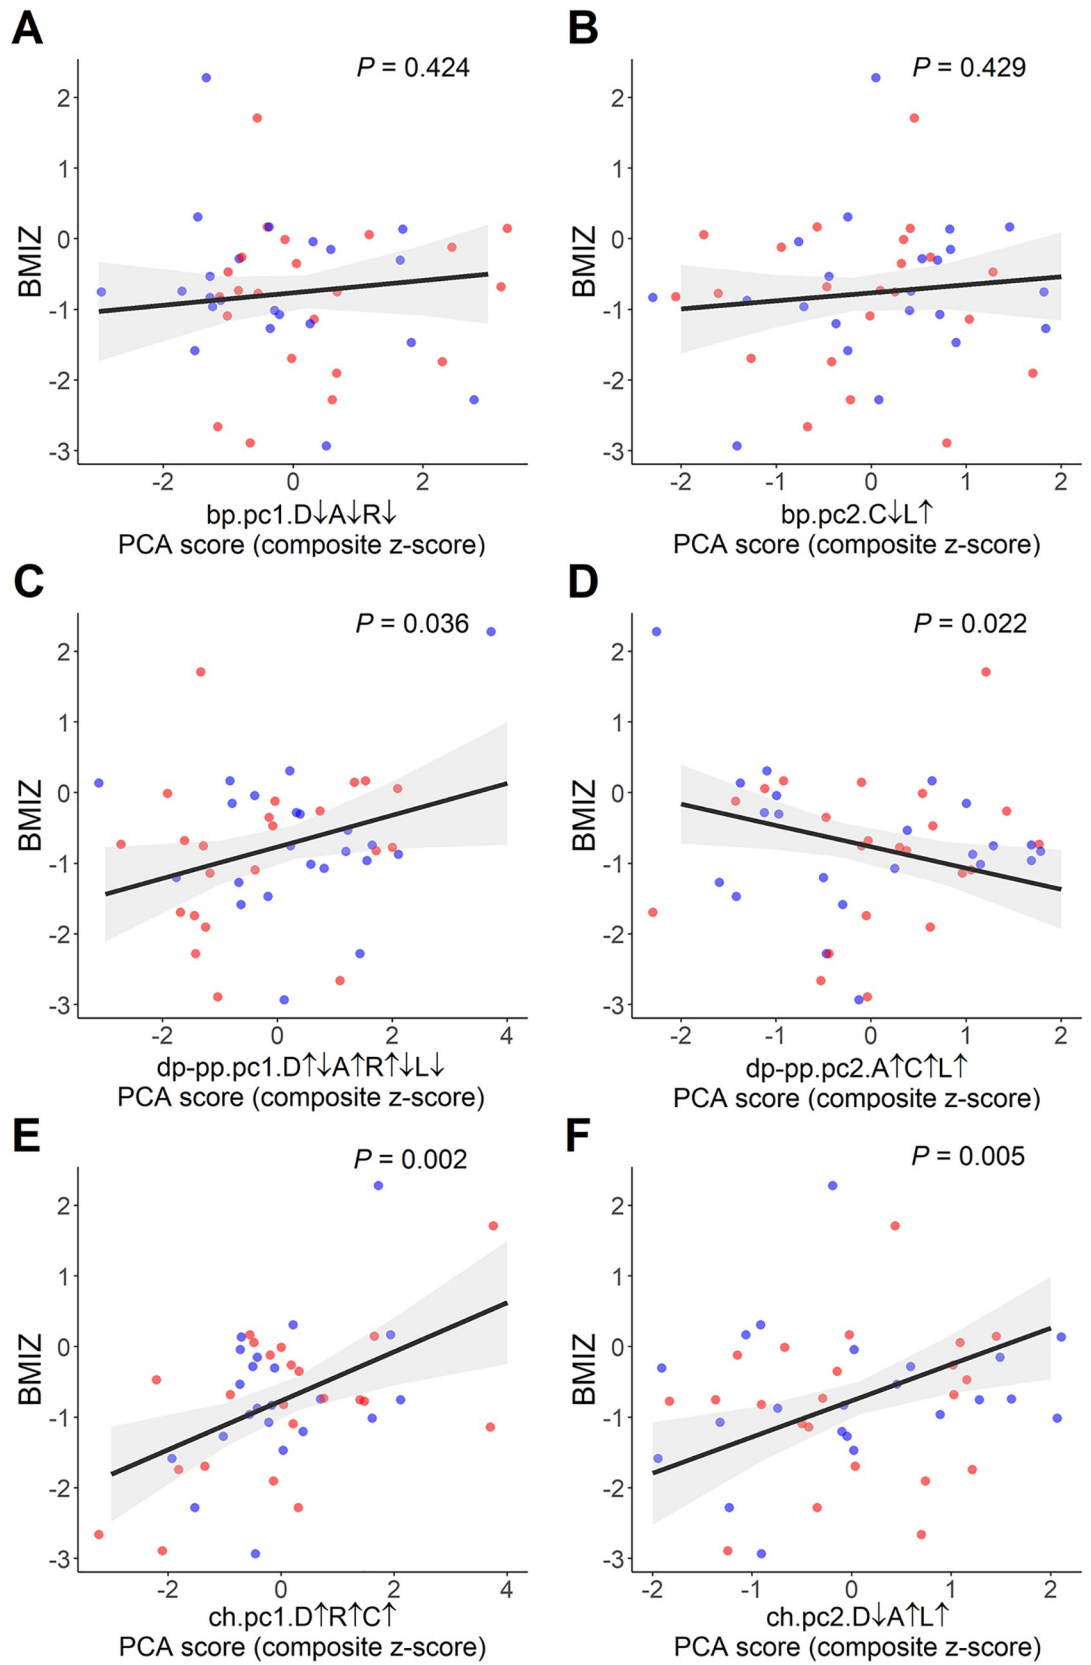 A B
P = 0.424 P = 0.429
2 2
1 1
0 0
BMIZ BMIZ
-1 -1
-2 -2
-3 -3
-2 0 2 -2 -1 0 1 2
bp.pc1.D↓A↓R↓ bp.pc2.C↓L↑
PCA score (composite z-score) PCA score (composite z-score)
C D
P = 0.036 P = 0.022
2 2
1 1
0 0
BMIZ BMIZ
-1 -1
-2 -2
-3 -3
-2 0 2 4 -2 -1 0 1 2
dp-pp.pc1.D↑↓A↑R↑↓L↓ dp-pp.pc2.A↑C↑L↑
PCA score (composite z-score) PCA score (composite z-score)
E F
P = 0.002 P = 0.005
2 2
1 1
0 0
BMIZ BMIZ
-1 -1
-2 -2
-3 -3
-2 0 2 4 -2 -1 0 1 2
ch.pc1.D↑R↑C↑ ch.pc2.D↓A↑L↑
PCA score (composite z-score) PCA score (composite z-score)